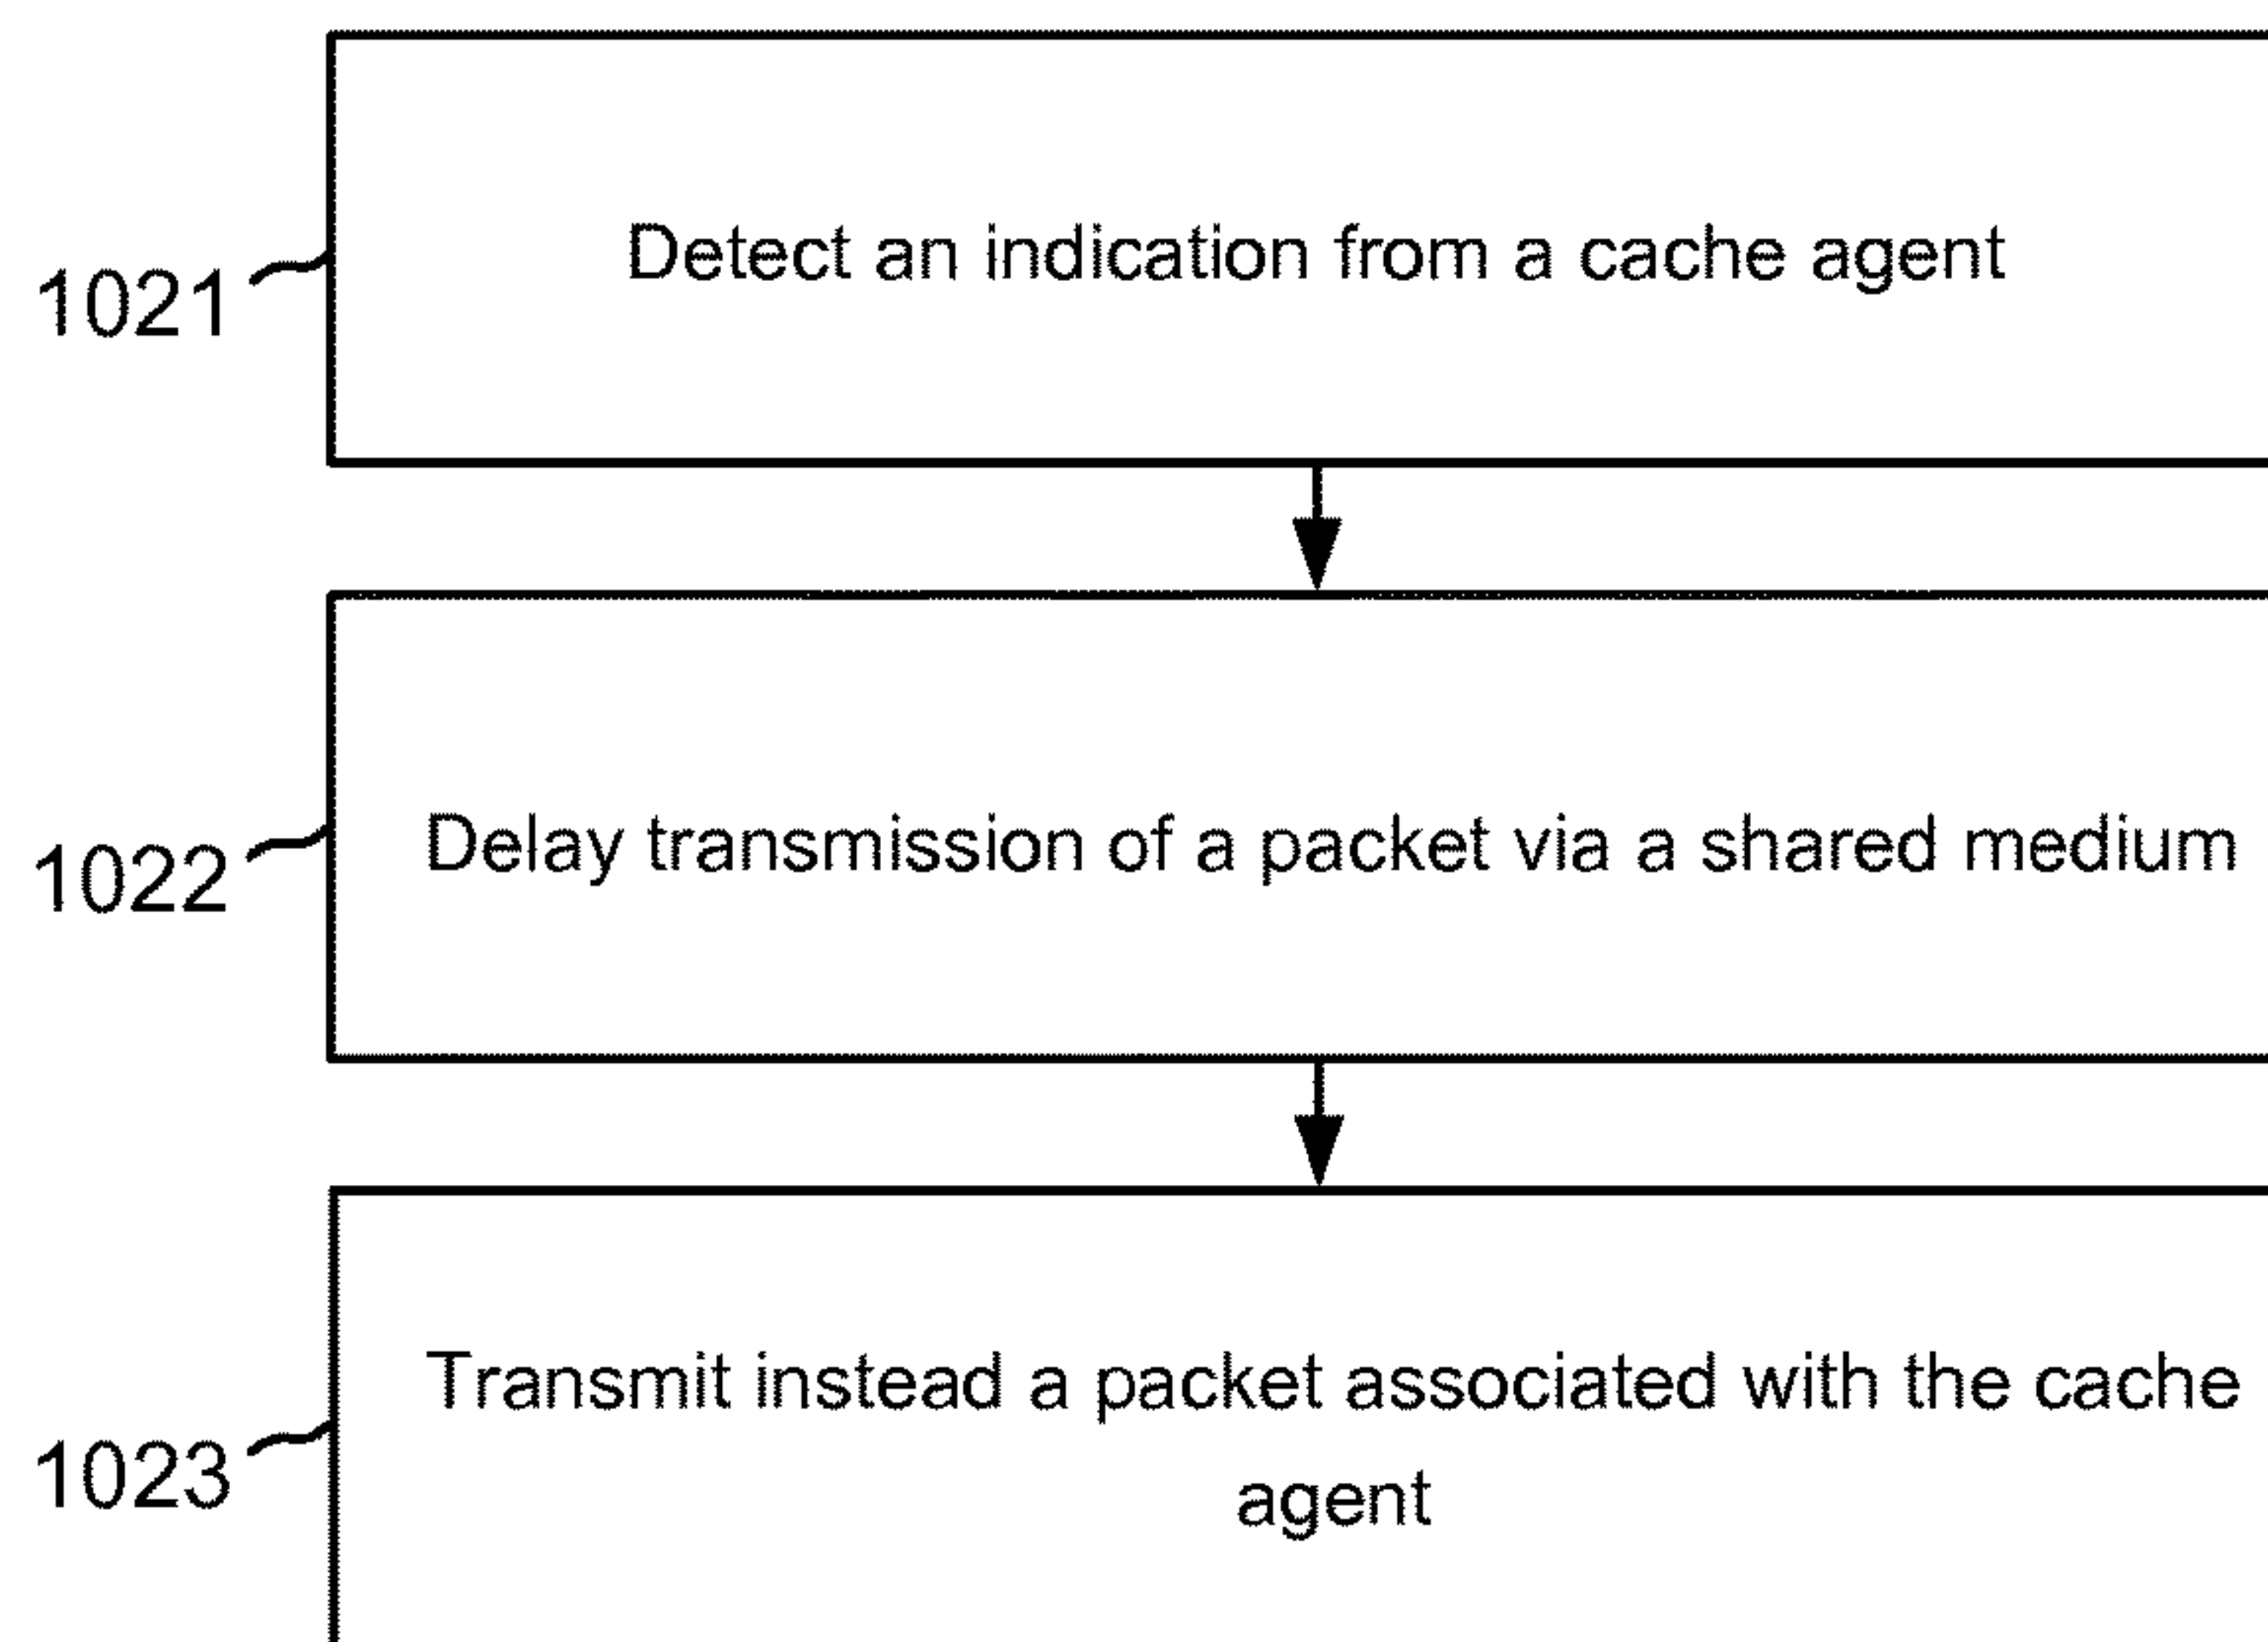 Detect an indication from a cache agent
1021
Delay transmission of a packet via a shared medium
1022
Transmit instead a packet associated with the cache
agent
1023